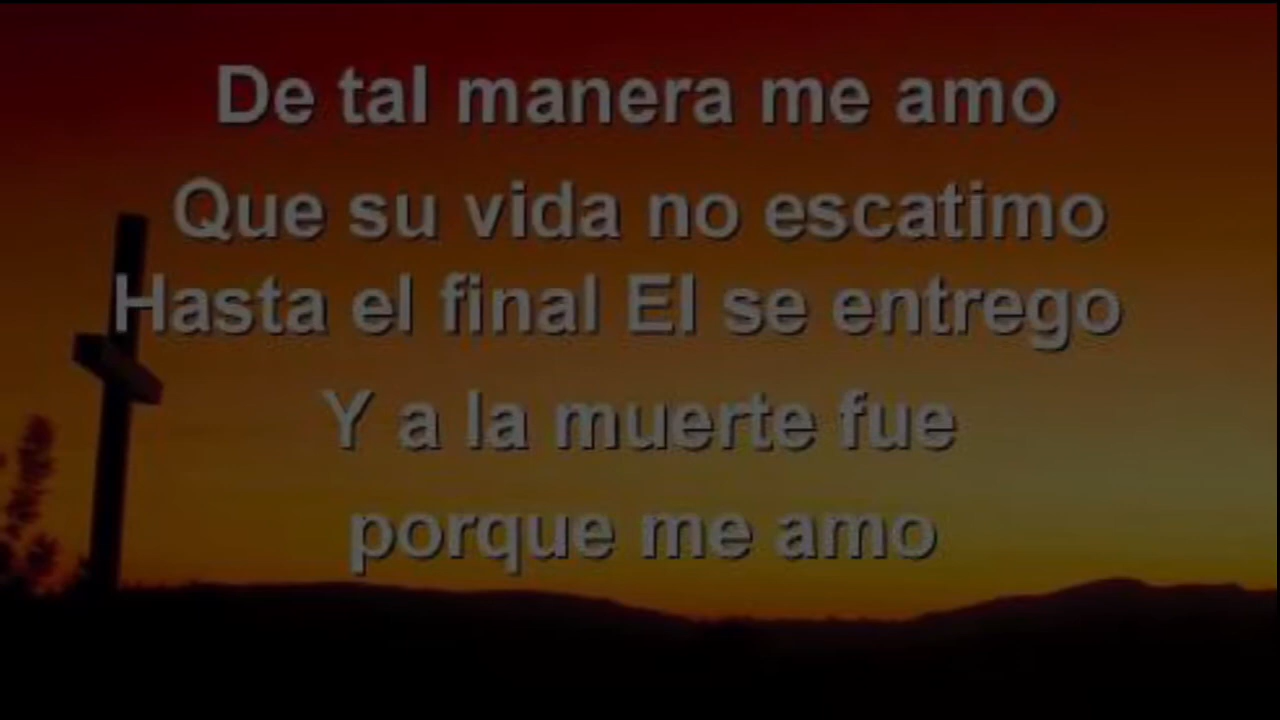 De tal manera me amo
Que su vida no escatimo
Hasta el final El se entrego
Y a la muerte fue
porque me amo